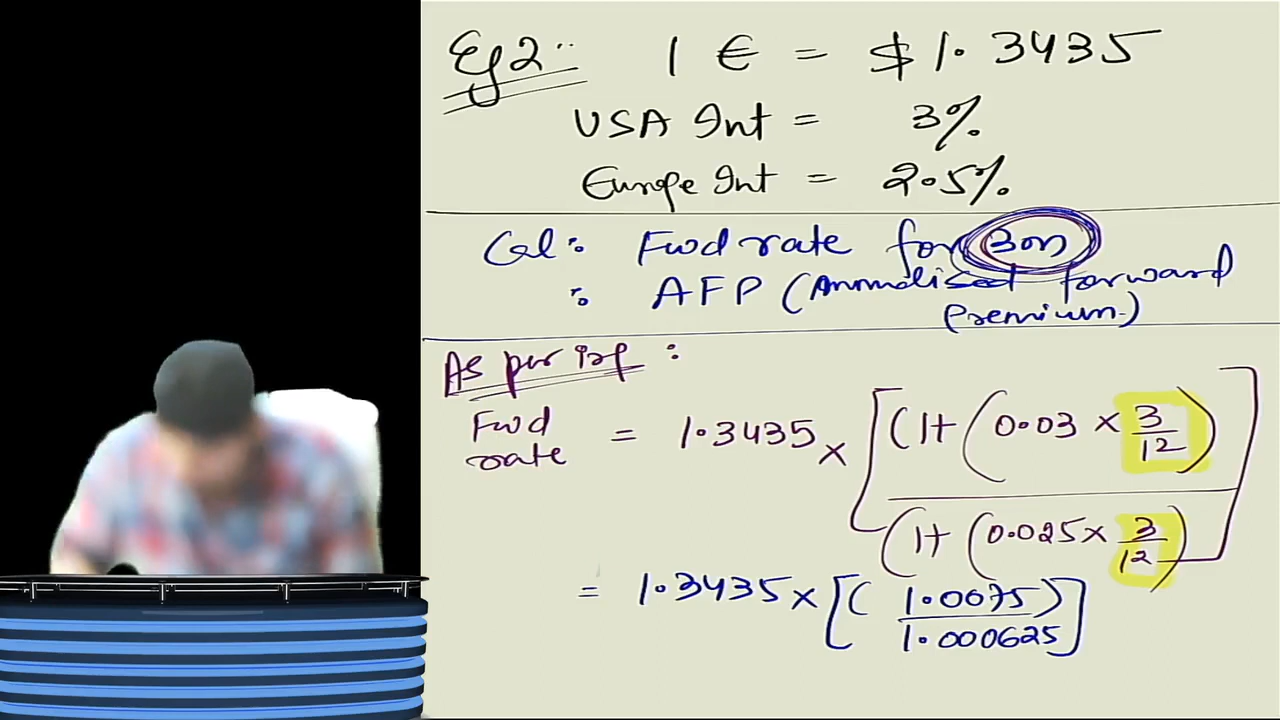 Eg 2:
1 € = $ 1.3435
USA Int = 3%
Europe Int = 2.5%
Cal: Fwd rate for 3m
: AFP (Annualised forward
Premium)
As per irp:
Fwd
rate = 1.3435 × [ (1+ (0.03 × 3/12))
(1+ (0.025 × 3/12) ]
= 1.3435 × [( 1.0075 )
1.000625 ]